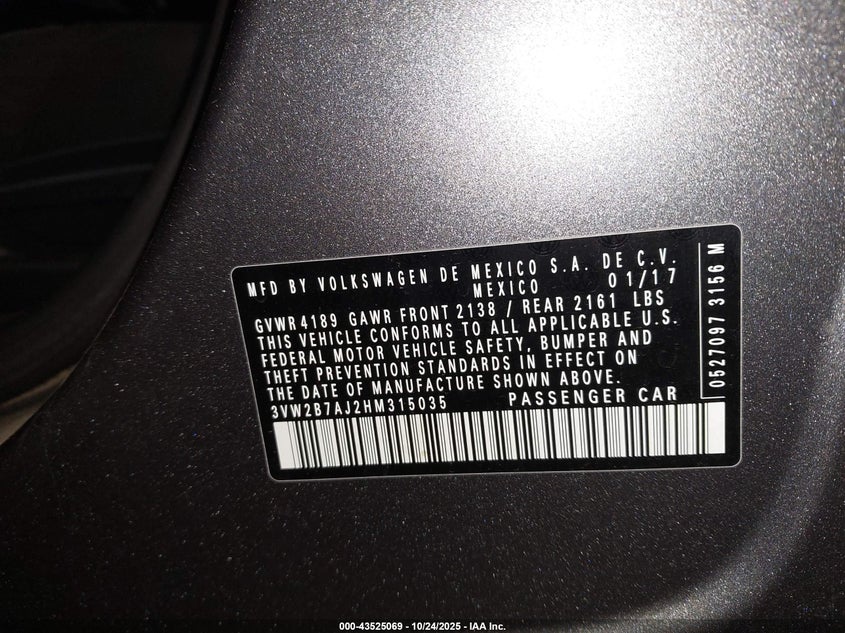 MFD BY VOLKSWAGEN DE MEXICO S.A. DE C.V.
MEXICO 01/17
GVWR 4189 GAWR FRONT 2138 / REAR 2161 LBS
THIS VEHICLE CONFORMS TO ALL APPLICABLE U.S.
FEDERAL MOTOR VEHICLE SAFETY, BUMPER AND
THEFT PREVENTION STANDARDS IN EFFECT ON
THE DATE OF MANUFACTURE SHOWN ABOVE.
3VW2B7AJ2HM315035 PASSENGER CAR
0527097 3156 M
000-43525069 - 10/24/2025 - IAA Inc.